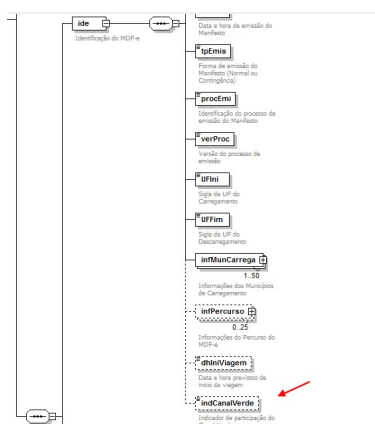 Data e hora de emissão do
Manifesto
ide
Identificação do MDF-e
tpEmis
Forma de emissão do
Manifesto (Normal ou
Contingência)
procEmi
Identificação do processo de
emissão do Manifesto
verProc
Versão do processo de
emissão
UFIni
Sigla da UF do
Carregamento
UFFim
Sigla da UF do
Descarregamento
infMunCarrega
1..50
Informações dos Municípios
de Carregamento
infPercurso
0..25
Informações do Percurso do
MDF-e
dhIniViagem
Data e hora previstos de
inicio da viagem
indCanalVerde
Indicador de participação do